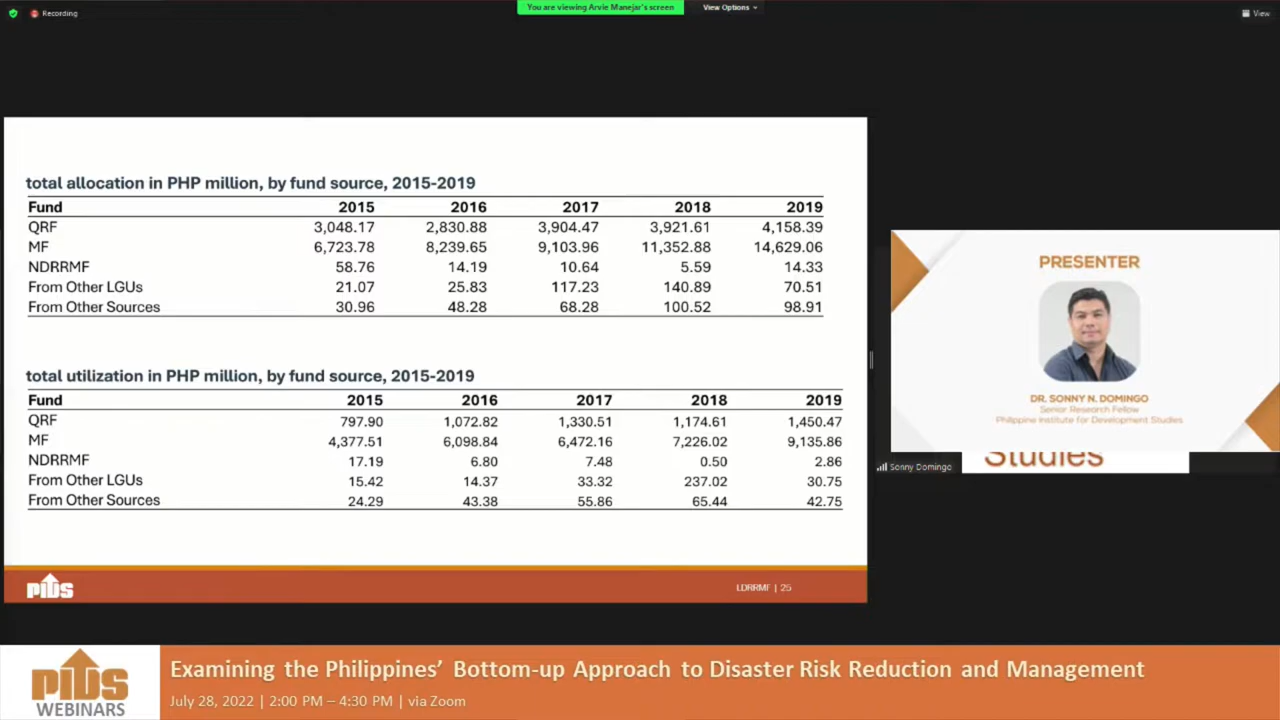 Recording
You are viewing Arvie Manejar's screen
View Options
View
total allocation in PHP million, by fund source, 2015-2019
Fund 2015 2016 2017 2018 2019
QRF 3,048.17 2,830.88 3,904.47 3,921.61 4,158.39
MF 6,723.78 8,239.65 9,103.96 11,352.88 14,629.06
NDRRMF 58.76 14.19 10.64 5.59 14.33
From Other LGUs 21.07 25.83 117.23 140.89 70.51
From Other Sources 30.96 48.28 68.28 100.52 98.91
total utilization in PHP million, by fund source, 2015-2019
Fund 2015 2016 2017 2018 2019
QRF 797.90 1,072.82 1,330.51 1,174.61 1,450.47
MF 4,377.51 6,098.84 6,472.16 7,226.02 9,135.86
NDRRMF 17.19 6.80 7.48 0.50 2.86
From Other LGUs 15.42 14.37 33.32 237.02 30.75
From Other Sources 24.29 43.38 55.86 65.44 42.75
PIDS
LDRRMF | 25
PRESENTER
DR. SONNY N. DOMINGO
Senior Research Fellow
Philippine Institute for Development Studies
Studies
Sonny Domingo
PIDS
WEBINARS
Examining the Philippines' Bottom-up Approach to Disaster Risk Reduction and Management
July 28, 2022 | 2:00 PM – 4:30 PM | via Zoom